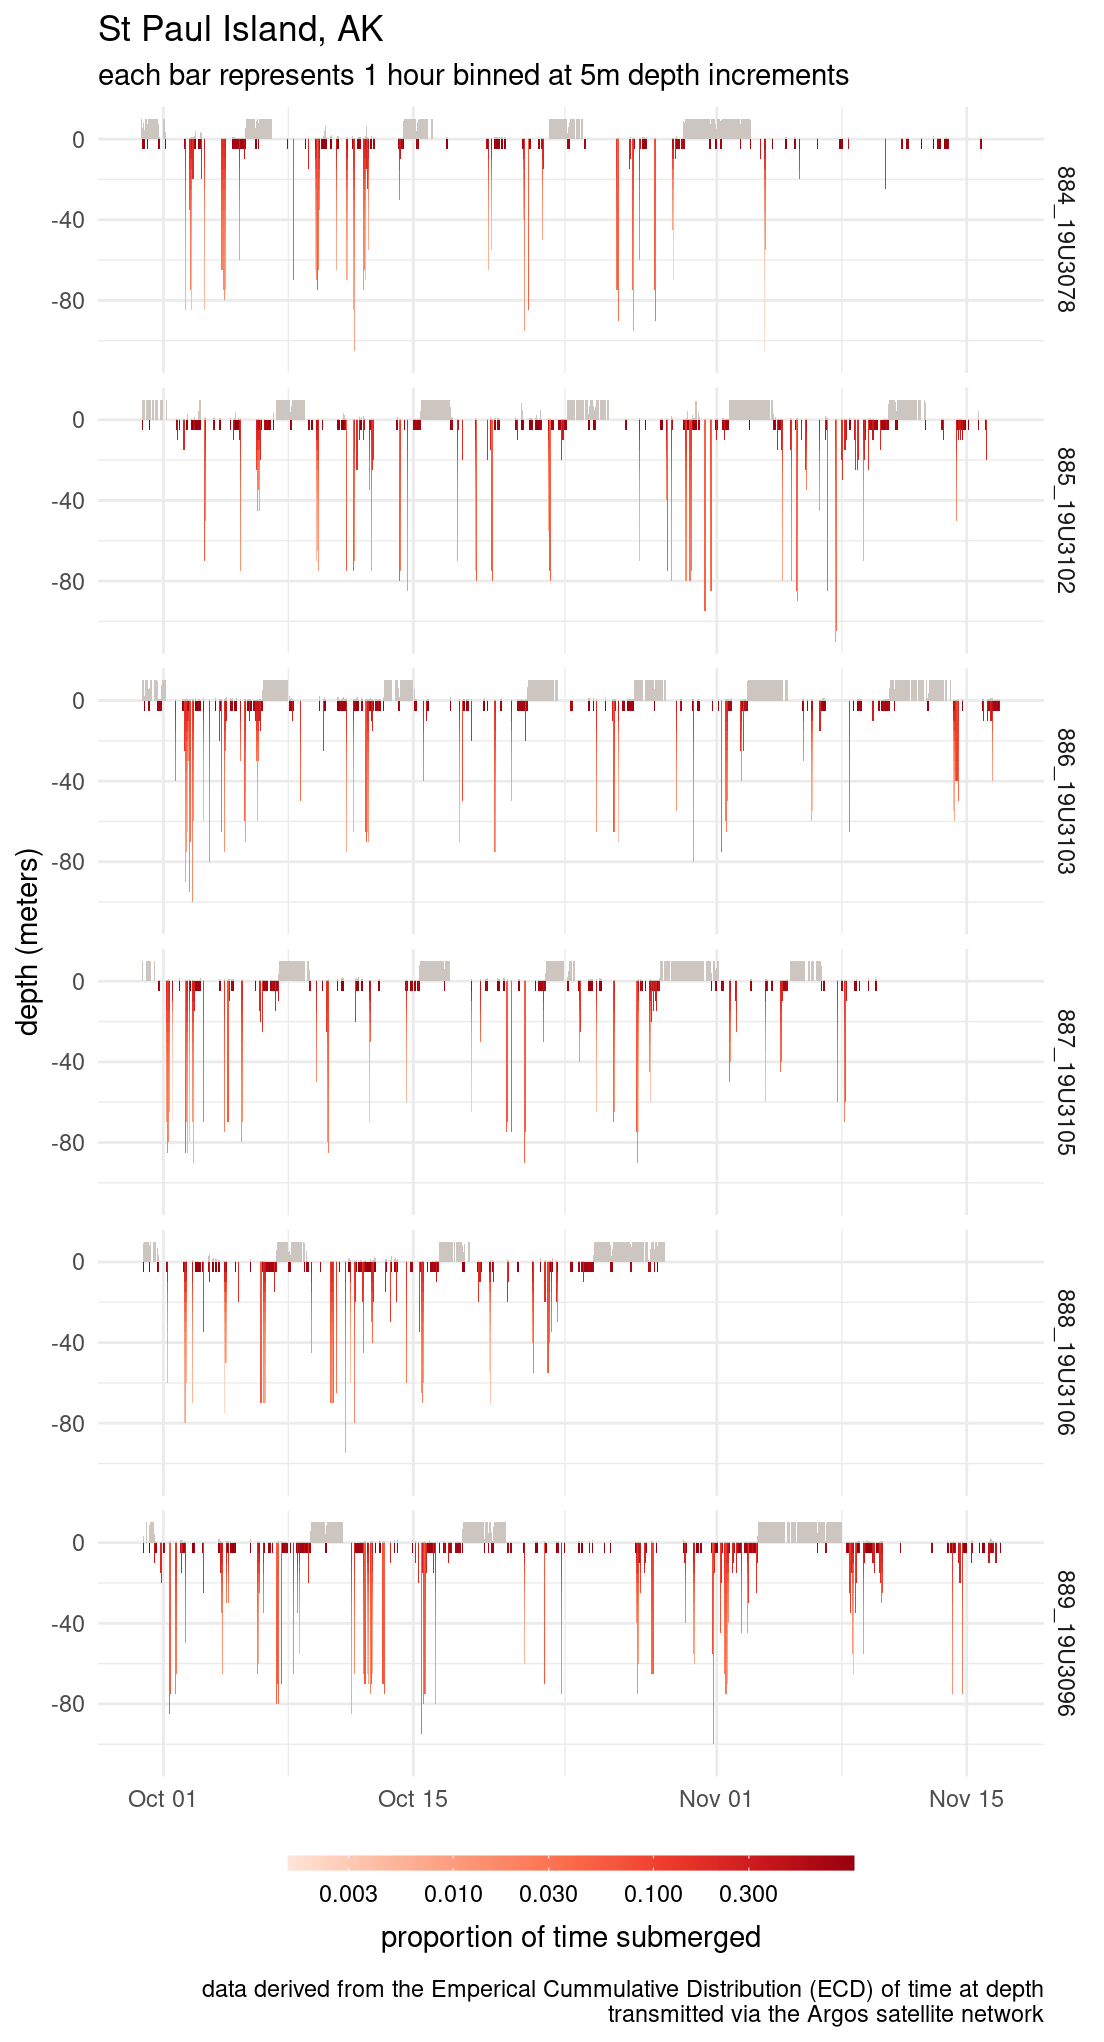 St Paul Island, AK
each bar represents 1 hour binned at 5m depth increments
depth (meters)
0
-40
-80
884_19U3078
0
-40
-80
885_19U3102
0
-40
-80
886_19U3103
0
-40
-80
887_19U3105
0
-40
-80
888_19U3106
0
-40
-80
889_19U3096
Oct 01 Oct 15 Nov 01 Nov 15
0.003 0.010 0.030 0.100 0.300
proportion of time submerged
data derived from the Emperical Cummulative Distribution (ECD) of time at depth
transmitted via the Argos satellite network